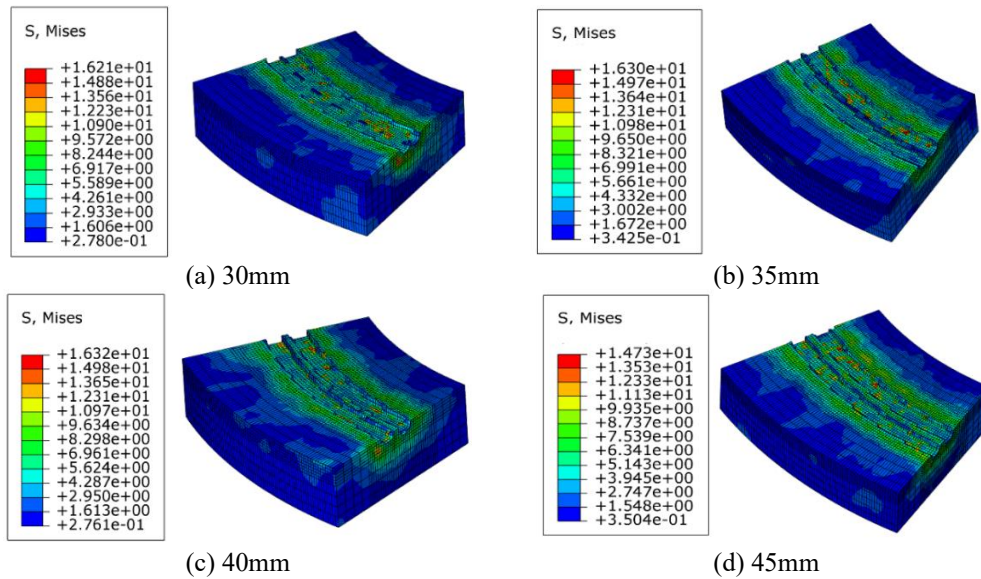 S, Mises
+1.621e+01
+1.488e+01
+1.356e+01
+1.223e+01
+1.090e+01
+9.572e+00
+8.244e+00
+6.917e+00
+5.589e+00
+4.261e+00
+2.933e+00
+1.606e+00
+2.780e-01
(a) 30mm
S, Mises
+1.630e+01
+1.497e+01
+1.364e+01
+1.231e+01
+1.098e+01
+9.650e+00
+8.321e+00
+6.991e+00
+5.661e+00
+4.332e+00
+3.002e+00
+1.672e+00
+3.425e-01
(b) 35mm
S, Mises
+1.632e+01
+1.498e+01
+1.365e+01
+1.231e+01
+1.097e+01
+9.634e+00
+8.298e+00
+6.961e+00
+5.624e+00
+4.287e+00
+2.950e+00
+1.613e+00
+2.761e-01
(c) 40mm
S, Mises
+1.473e+01
+1.353e+01
+1.233e+01
+1.113e+01
+9.935e+00
+8.737e+00
+7.539e+00
+6.341e+00
+5.143e+00
+3.945e+00
+2.747e+00
+1.548e+00
+3.504e-01
(d) 45mm